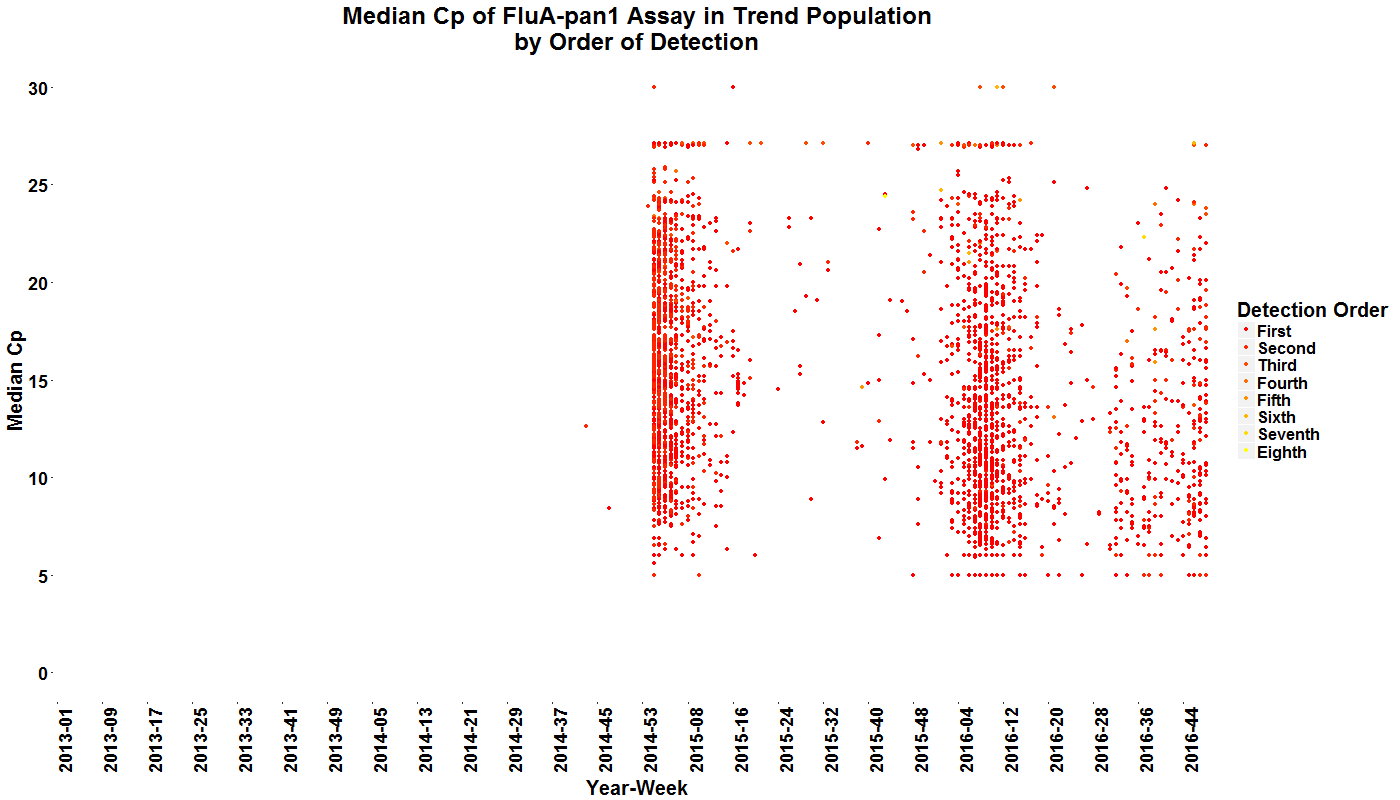 Median Cp of FluA-pan1 Assay in Trend Population
by Order of Detection
Median Cp
30
25
20
15
10
5
0
2013-01
2013-09
2013-17
2013-25
2013-33
2013-41
2013-49
2014-05
2014-13
2014-21
2014-29
2014-37
2014-45
2014-53
2015-08
2015-16
2015-24
2015-32
2015-40
2015-48
2016-04
2016-12
2016-20
2016-28
2016-36
2016-44
Year-Week
Detection Order
First
Second
Third
Fourth
Fifth
Sixth
Seventh
Eighth